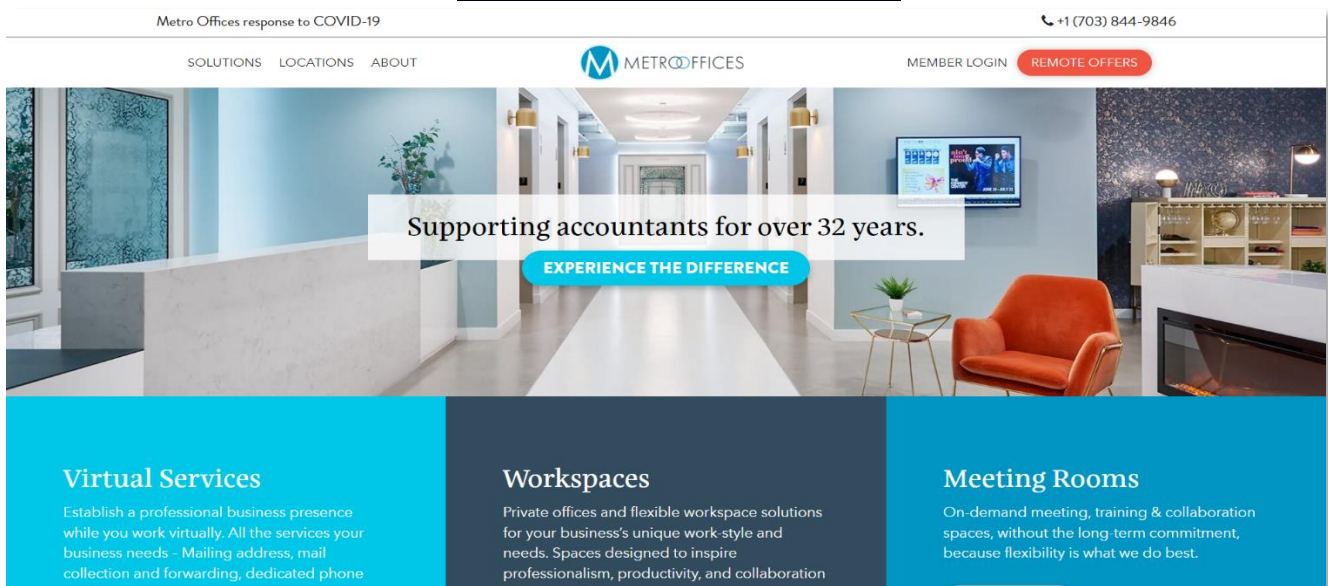 Metro Offices response to COVID-19
+1 (703) 844-9846
SOLUTIONS LOCATIONS ABOUT
METROOFFICES
MEMBER LOGIN
REMOTE OFFERS
Supporting accountants for over 32 years.
EXPERIENCE THE DIFFERENCE
Virtual Services
Establish a professional business presence
while you work virtually. All the services your
business needs – Mailing address, mail
collection and forwarding, dedicated phone
Workspaces
Private offices and flexible workspace solutions
for your business's unique work-style and
needs. Spaces designed to inspire
professionalism, productivity, and collaboration
Meeting Rooms
On-demand meeting, training & collaboration
spaces, without the long-term commitment,
because flexibility is what we do best.